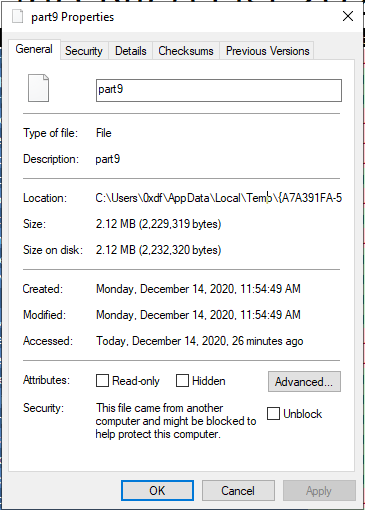 part9 Properties
General Security Details Checksums Previous Versions
part9
Type of file: File
Description: part9
Location: C:\Users\0xdf\AppData\Local\Temp\{A7A391FA-5
Size: 2.12 MB (2,229,319 bytes)
Size on disk: 2.12 MB (2,232,320 bytes)
Created: Monday, December 14, 2020, 11:54:49 AM
Modified: Monday, December 14, 2020, 11:54:49 AM
Accessed: Today, December 14, 2020, 26 minutes ago
Attributes: Read-only Hidden Advanced...
Security: This file came from another
computer and might be blocked to
help protect this computer.
Unblock
OK Cancel Apply